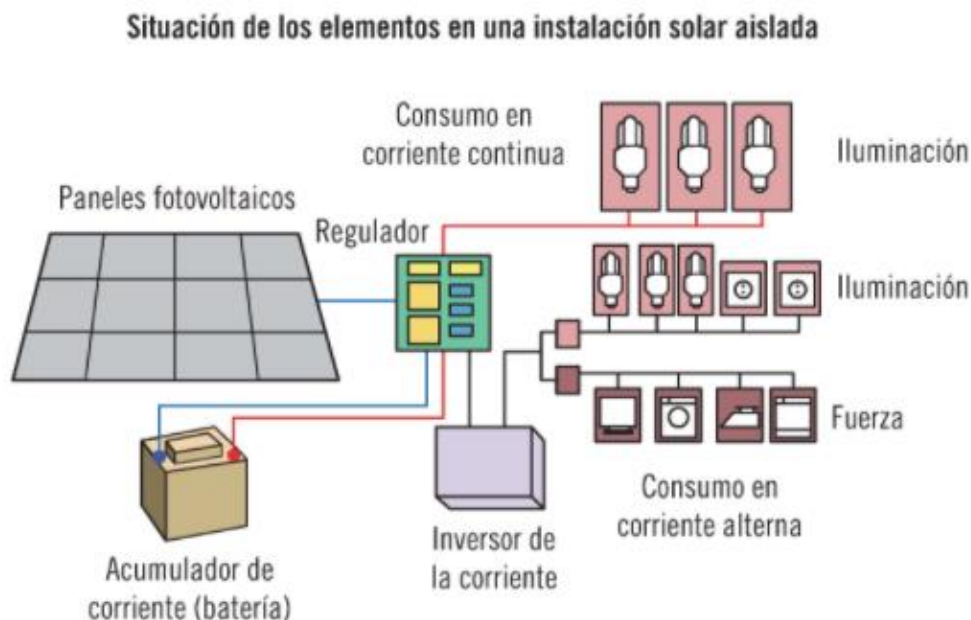 Situación de los elementos en una instalación solar aislada
Consumo en
corriente continua
Iluminación
Paneles fotovoltaicos
Regulador
Iluminación
Fuerza
Consumo en
corriente alterna
Inversor de
la corriente
Acumulador de
corriente (batería)